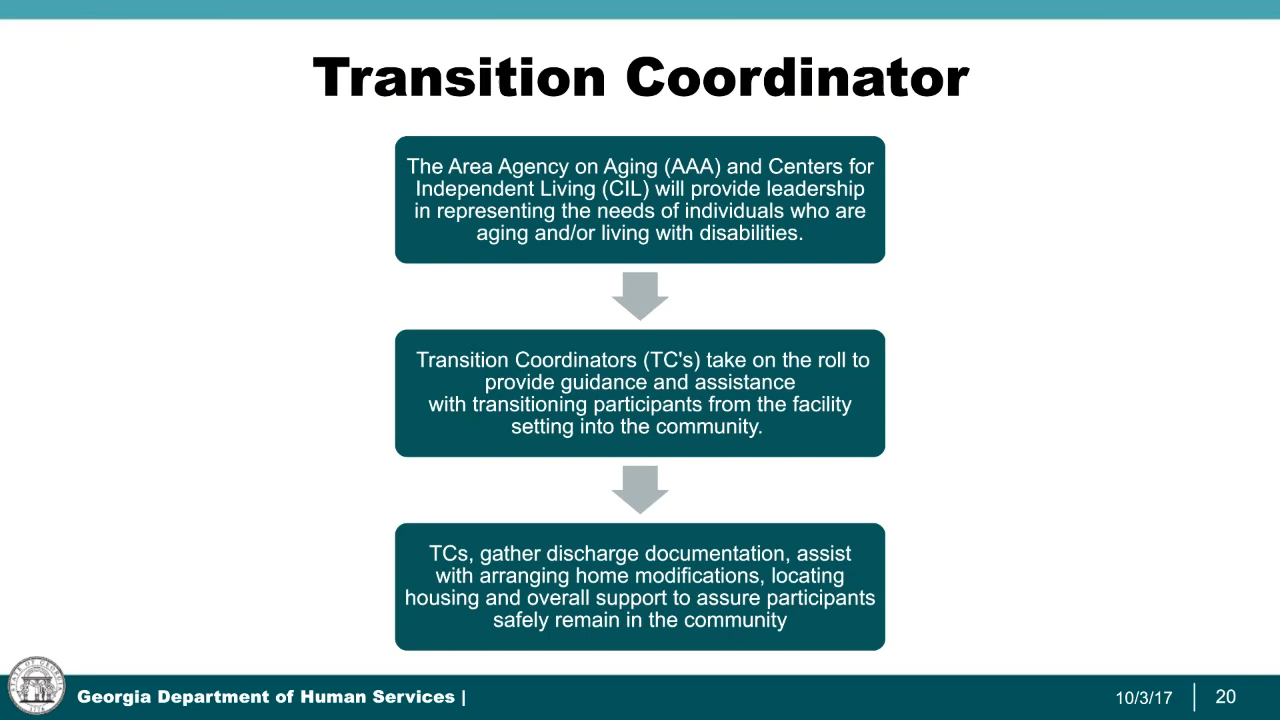 Transition Coordinator
The Area Agency on Aging (AAA) and Centers for
Independent Living (CIL) will provide leadership
in representing the needs of individuals who are
aging and/or living with disabilities.
Transition Coordinators (TC's) take on the roll to
provide guidance and assistance
with transitioning participants from the facility
setting into the community.
TCs, gather discharge documentation, assist
with arranging home modifications, locating
housing and overall support to assure participants
safely remain in the community
STATE OF GEORGIA
1776
Georgia Department of Human Services |
10/3/17
20